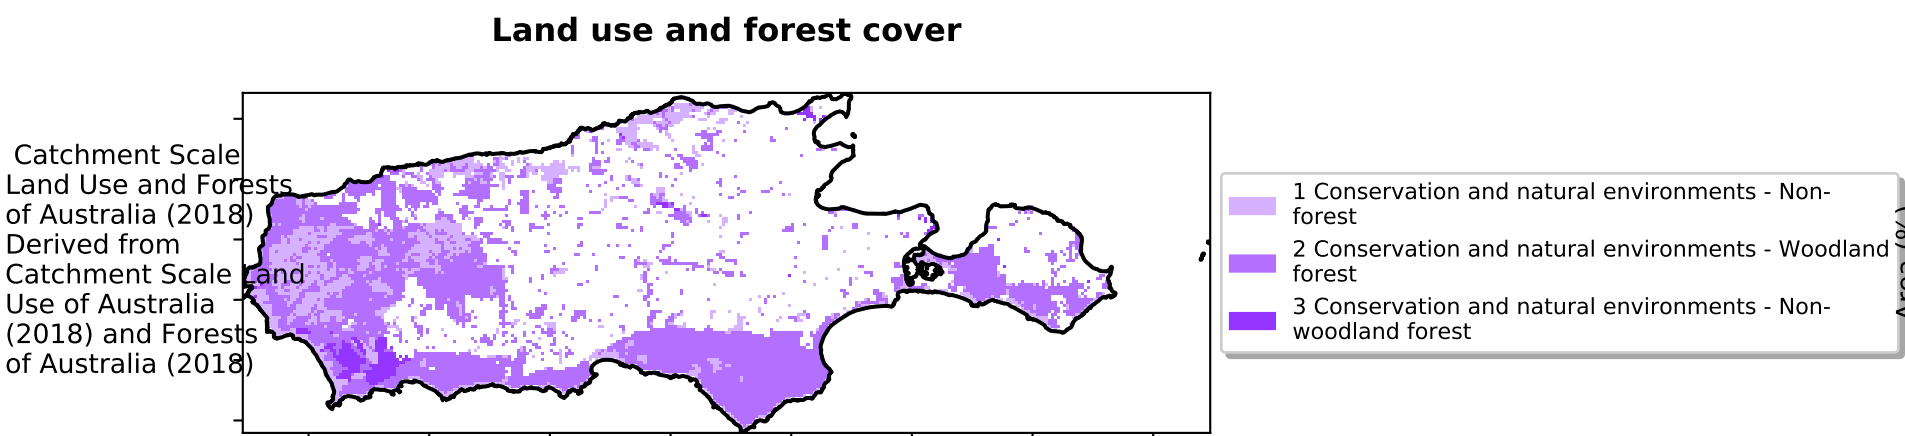 Land use and forest cover
Catchment Scale
Land Use and Forests
of Australia (2018)
Derived from
Catchment Scale Land
Use of Australia
(2018) and Forests
of Australia (2018)
1 Conservation and natural environments - Non-
forest
2 Conservation and natural environments - Woodland
forest
3 Conservation and natural environments - Non-
woodland forest